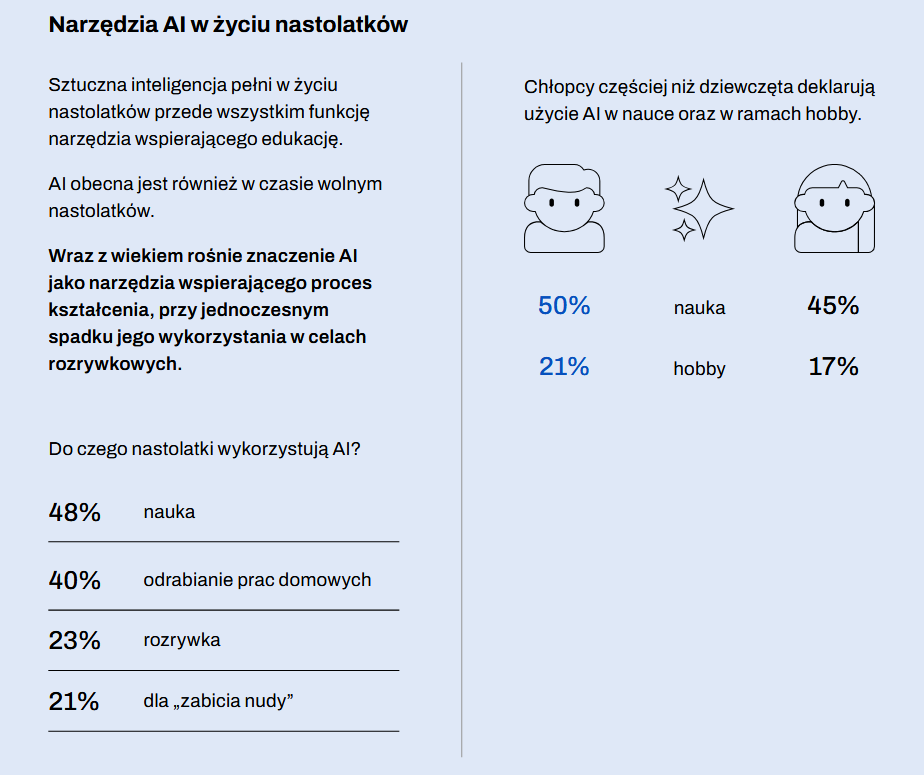 Narzędzia AI w życiu nastolatków
Sztuczna inteligencja pełni w życiu
nastolatków przede wszystkim funkcję
narzędzia wspierającego edukację.
AI obecna jest również w czasie wolnym
nastolatków.
Wraz z wiekiem rośnie znaczenie AI
jako narzędzia wspierającego proces
kształcenia, przy jednoczesnym
spadku jego wykorzystania w celach
rozrywkowych.
Do czego nastolatki wykorzystują AI?
48% nauka
40% odrabianie prac domowych
23% rozrywka
21% dla „zabicia nudy”
Chłopcy częściej niż dziewczęta deklarują
użycie AI w nauce oraz w ramach hobby.
50% nauka 45%
21% hobby 17%